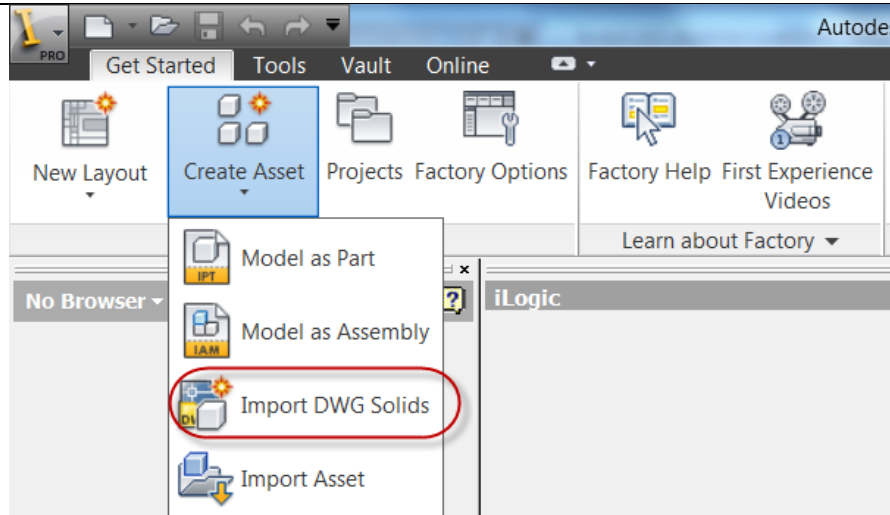 Autode
PRO
Get Started Tools Vault Online
New Layout Create Asset Projects Factory Options Factory Help First Experience
Videos
Learn about Factory
No Browser iLogic
IPT Model as Part
IAM Model as Assembly
Import DWG Solids
Import Asset